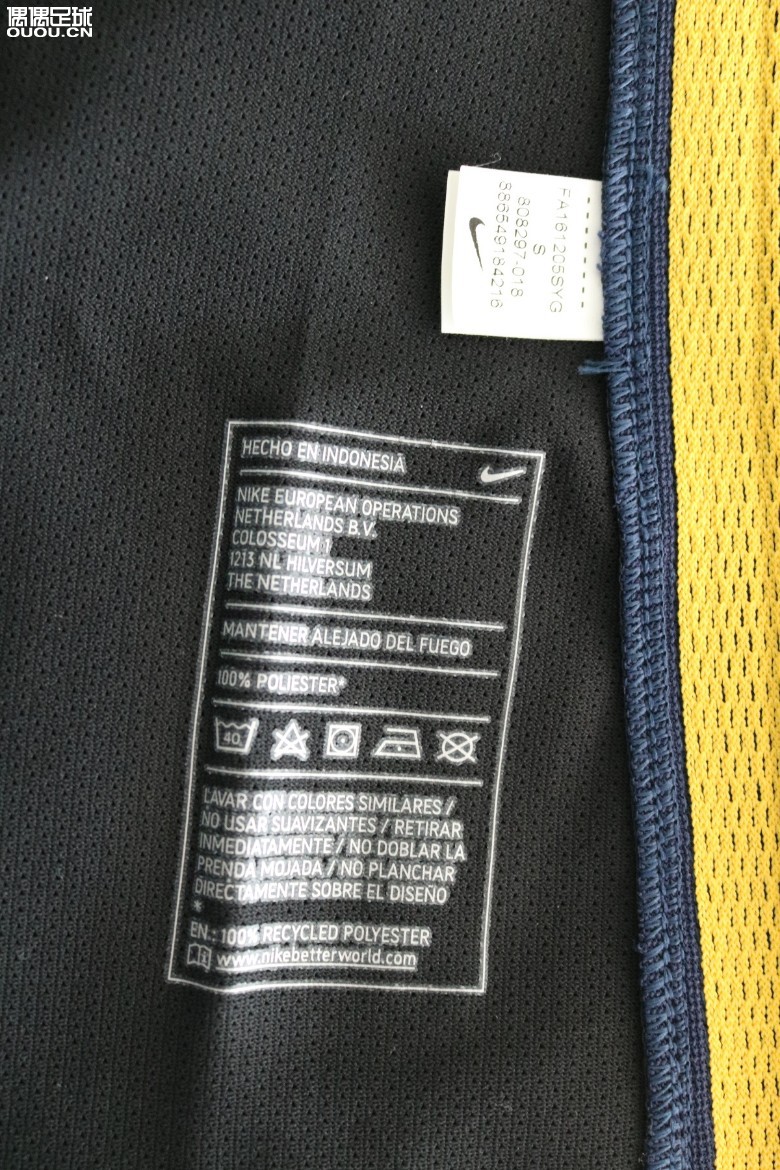 偶偶足球
OUOU.CN
FA161205SYG
S
808297-018
886549184218
HECHO EN INDONESIA
NIKE EUROPEAN OPERATIONS
NETHERLANDS B.V.
COLOSSEUM 1
1213 NL HILVERSUM
THE NETHERLANDS
MANTENER ALEJADO DEL FUEGO
100% POLIESTER*
40
LAVAR CON COLORES SIMILARES /
NO USAR SUAVIZANTES / RETIRAR
INMEDIATAMENTE / NO DOBLAR LA
PRENDA MOJADA / NO PLANCHAR
DIRECTAMENTE SOBRE EL DISEÑO
*
EN.: 100% RECYCLED POLYESTER
www.nikebetterworld.com